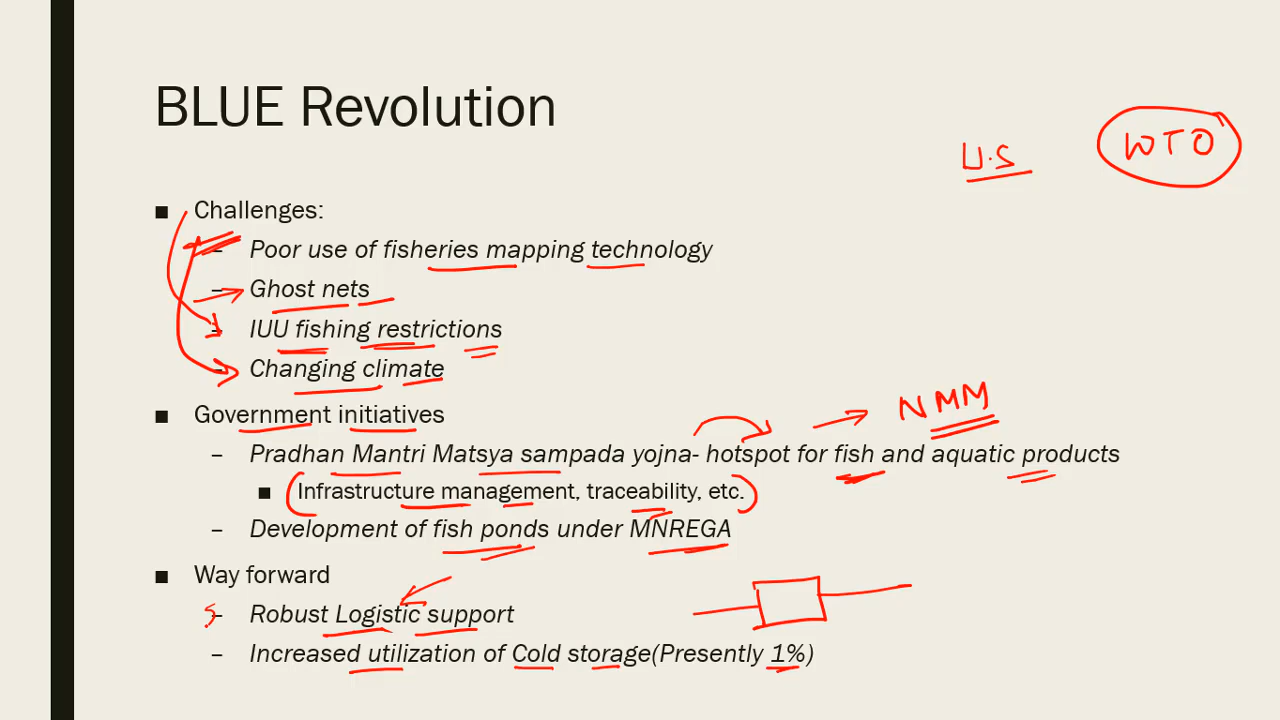 BLUE Revolution
U.S
WTO
■ Challenges:
– Poor use of fisheries mapping technology
– Ghost nets
– IUU fishing restrictions
– Changing climate
NMM
■ Government initiatives
– Pradhan Mantri Matsya sampada yojna- hotspot for fish and aquatic products
■ Infrastructure management, traceability, etc.
– Development of fish ponds under MNREGA
■ Way forward
– Robust Logistic support
– Increased utilization of Cold storage(Presently 1%)